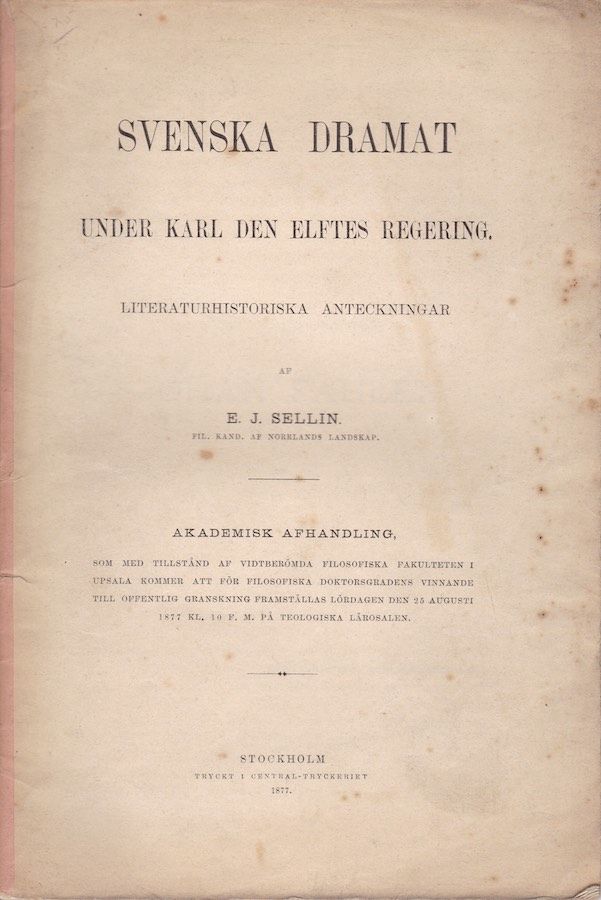 SVENSKA DRAMAT
UNDER KARL DEN ELFTES REGERING.
LITERATURHISTORISKA ANTECKNINGAR
AF
E. J. SELLIN.
FIL. KAND. AF NORRLANDS LANDSKAP.
AKADEMISK AFHANDLING,
SOM MED TILLSTÅND AF VIDTBERÖMDA FILOSOFISKA FAKULTETEN I
UPSALA KOMMER ATT FÖR FILOSOFISKA DOKTORSGRADENS VINNANDE
TILL OFFENTLIG GRANSKNING FRAMSTÄLLAS LÖRDAGEN DEN 25 AUGUSTI
1877 KL. 10 F. M. PÅ TEOLOGISKA LÄROSALEN.
STOCKHOLM
TRYCKT I CENTRAL-TRYCKERIET
1877.